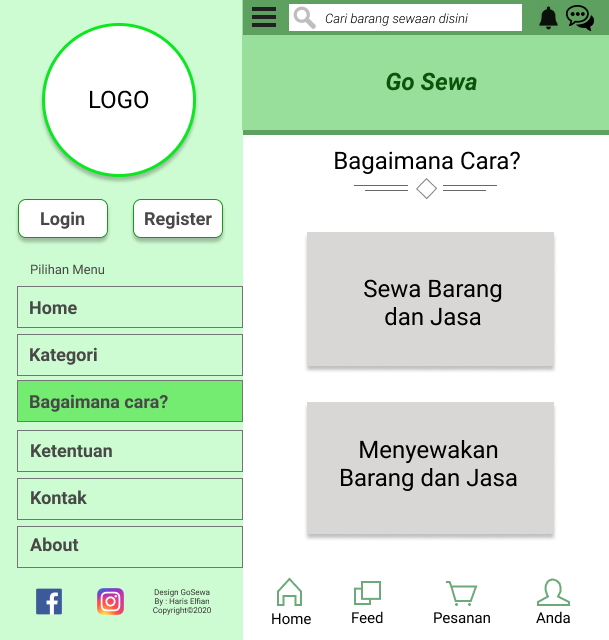 LOGO
Login
Register
Pilihan Menu
Home
Kategori
Bagaimana cara?
Ketentuan
Kontak
About
Design GoSewa
By : Haris Elfian
Copyright©2020
Cari barang sewaan disini
Go Sewa
Bagaimana Cara?
Sewa Barang
dan Jasa
Menyewakan
Barang dan Jasa
Home
Feed
Pesanan
Anda